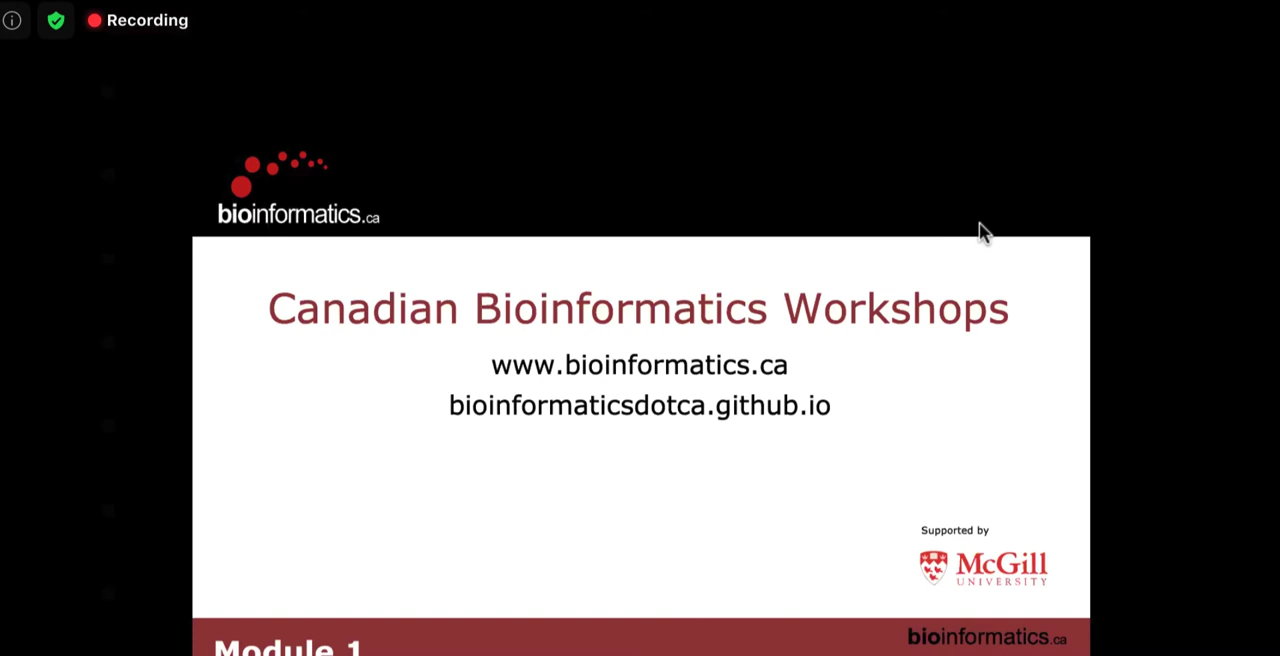 Recording
bioinformatics.ca
Canadian Bioinformatics Workshops
www.bioinformatics.ca
bioinformaticsdotca.github.io
Supported by
McGill
UNIVERSITY
Module 1
bioinformatics.ca